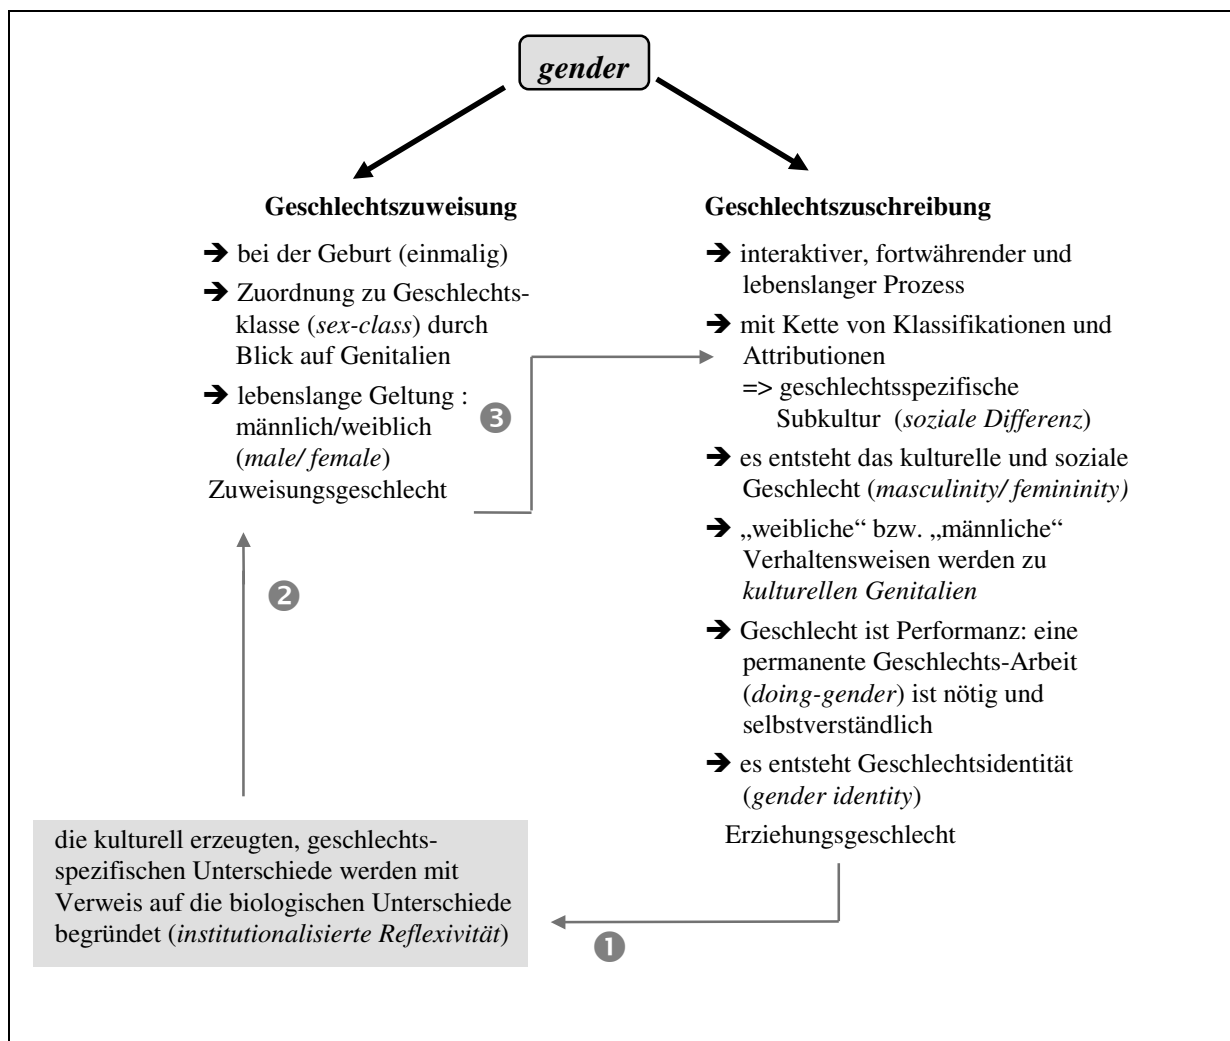 gender
Geschlechtszuweisung
➔ bei der Geburt (einmalig)
➔ Zuordnung zu Geschlechts-
klasse (sex-class) durch
Blick auf Genitalien
➔ lebenslange Geltung :
männlich/weiblich
(male/ female)
Zuweisungsgeschlecht
❸
❷
Geschlechtszuschreibung
➔ interaktiver, fortwährender und
lebenslanger Prozess
➔ mit Kette von Klassifikationen und
Attributionen
=> geschlechtsspezifische
Subkultur (soziale Differenz)
➔ es entsteht das kulturelle und soziale
Geschlecht (masculinity/ femininity)
➔ „weibliche“ bzw. „männliche“
Verhaltensweisen werden zu
kulturellen Genitalien
➔ Geschlecht ist Performanz: eine
permanente Geschlechts-Arbeit
(doing-gender) ist nötig und
selbstverständlich
➔ es entsteht Geschlechtsidentität
(gender identity)
Erziehungsgeschlecht
die kulturell erzeugten, geschlechts-
spezifischen Unterschiede werden mit
Verweis auf die biologischen Unterschiede
begründet (institutionalisierte Reflexivität)
❶